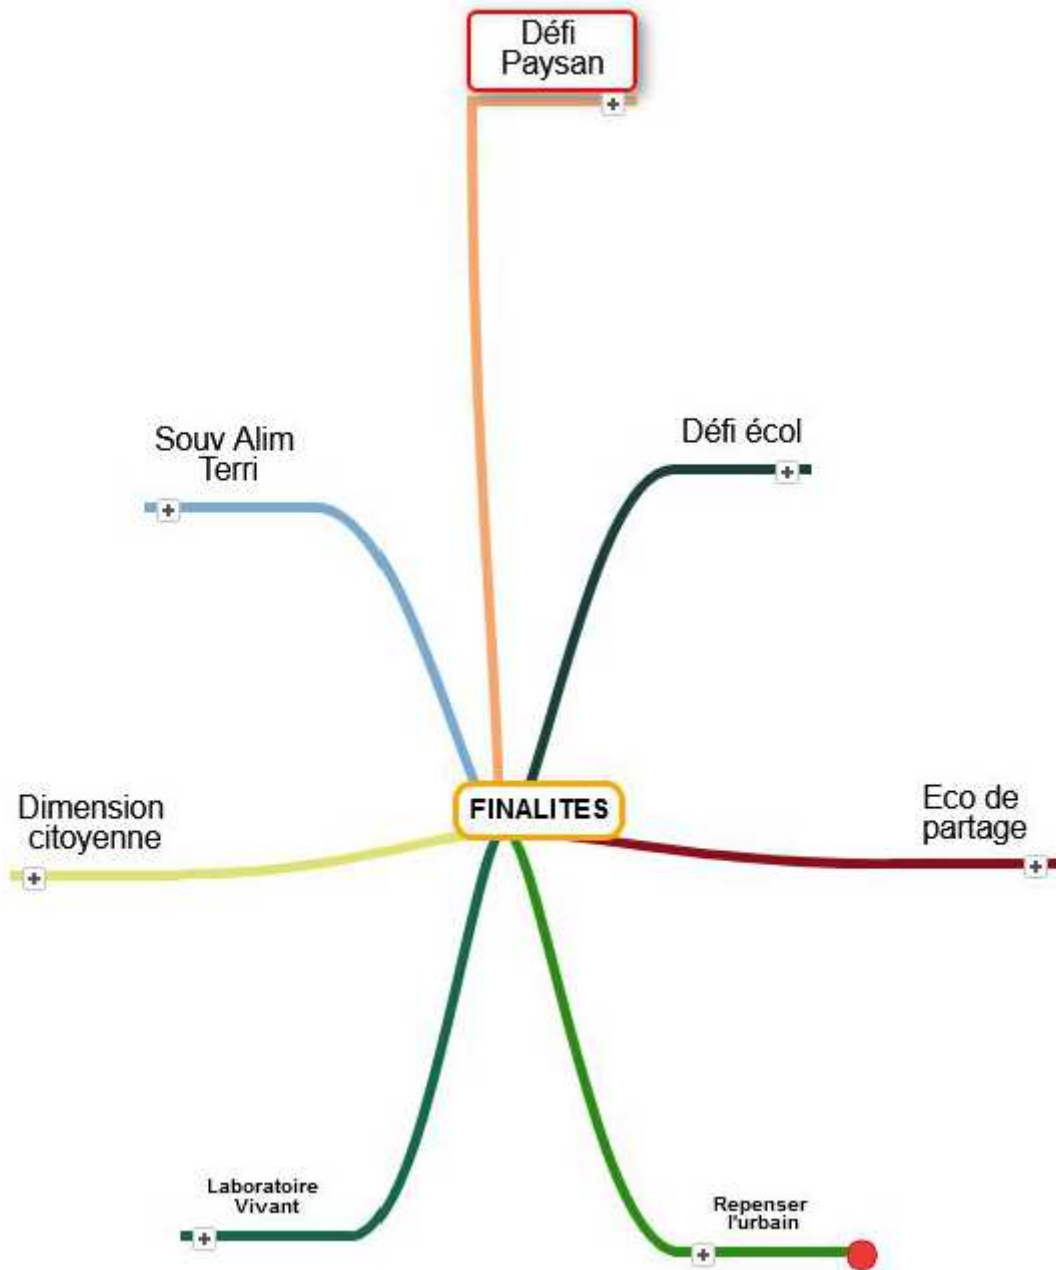 Défi
Paysan
Souv Alim
Terri
Défi écol
FINALITES
Dimension
citoyenne
Eco de
partage
Laboratoire
Vivant
Repenser
l'urbain